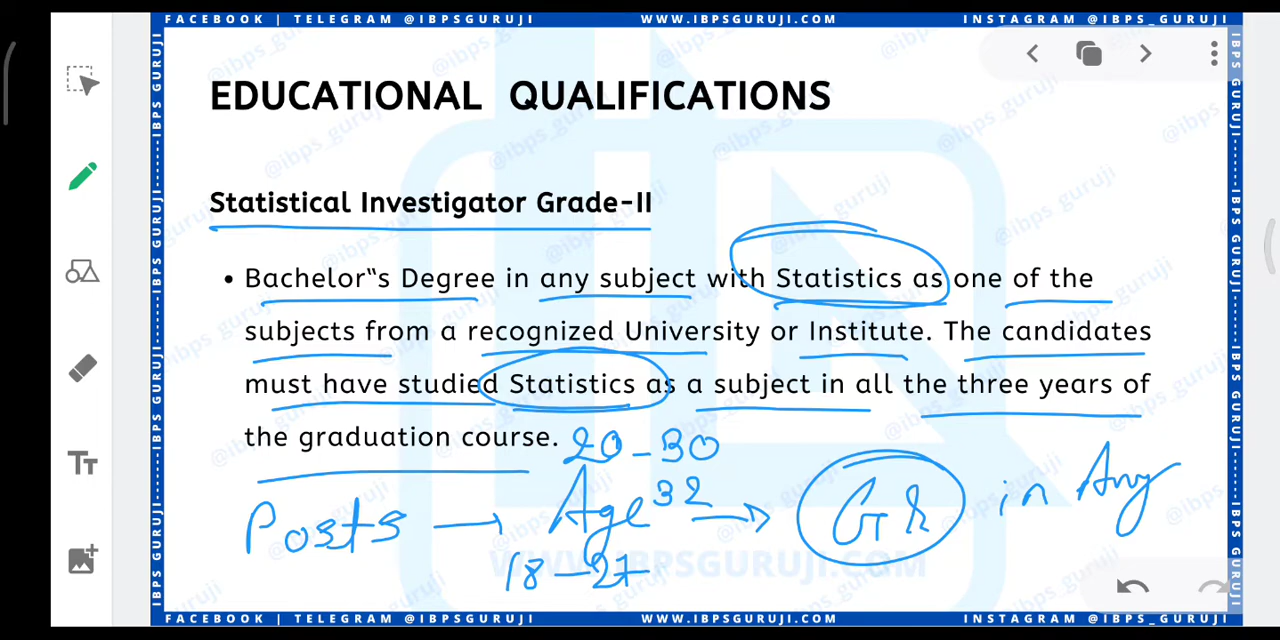 FACEBOOK | TELEGRAM @IBPSGURUJI WWW.IBPSGURUJI.COM INSTAGRAM @IBPS_GURUJI
EDUCATIONAL QUALIFICATIONS
Statistical Investigator Grade-II
• Bachelor‟s Degree in any subject with Statistics as one of the
subjects from a recognized University or Institute. The candidates
must have studied Statistics as a subject in all the three years of
the graduation course.
20-30
Posts → Age 32 → GR in Any
18-27
WWW.IBPSGURUJI.COM
FACEBOOK | TELEGRAM @IBPSGURUJI WWW.IBPSGURUJI.COM INSTAGRAM @IBPS_GURUJI